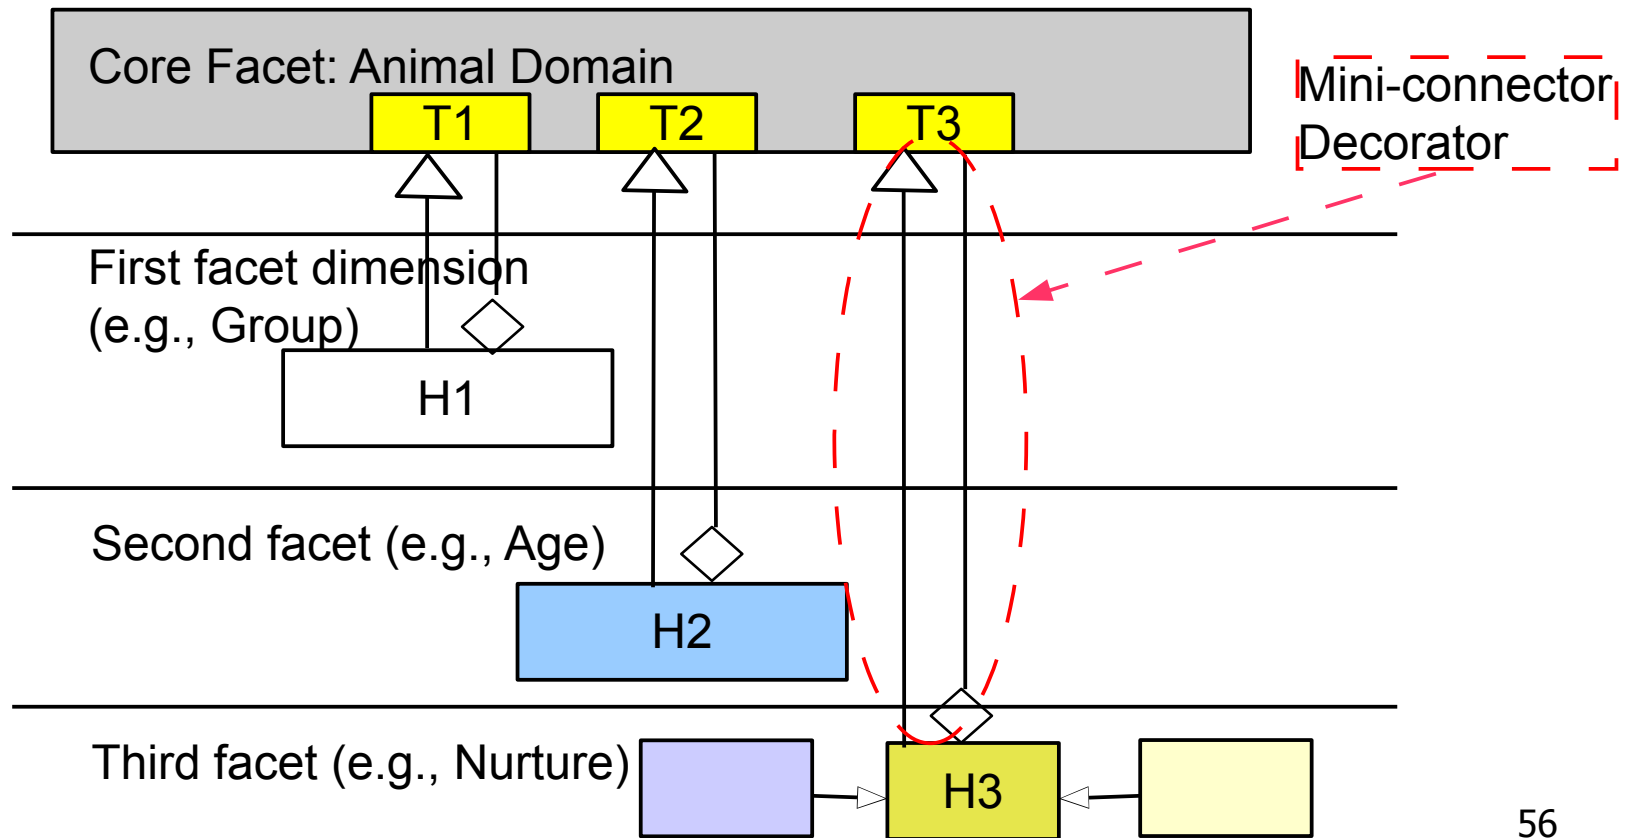 Core Facet: Animal Domain
T1
T2
T3
Mini-connector
Decorator
First facet dimension
(e.g., Group)
H1
Second facet (e.g., Age)
H2
Third facet (e.g., Nurture)
H3
56